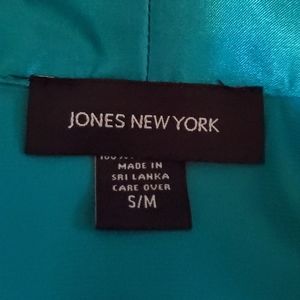 JONES NEW YORK
MADE IN
SRI LANKA
CARE OVER
S/M